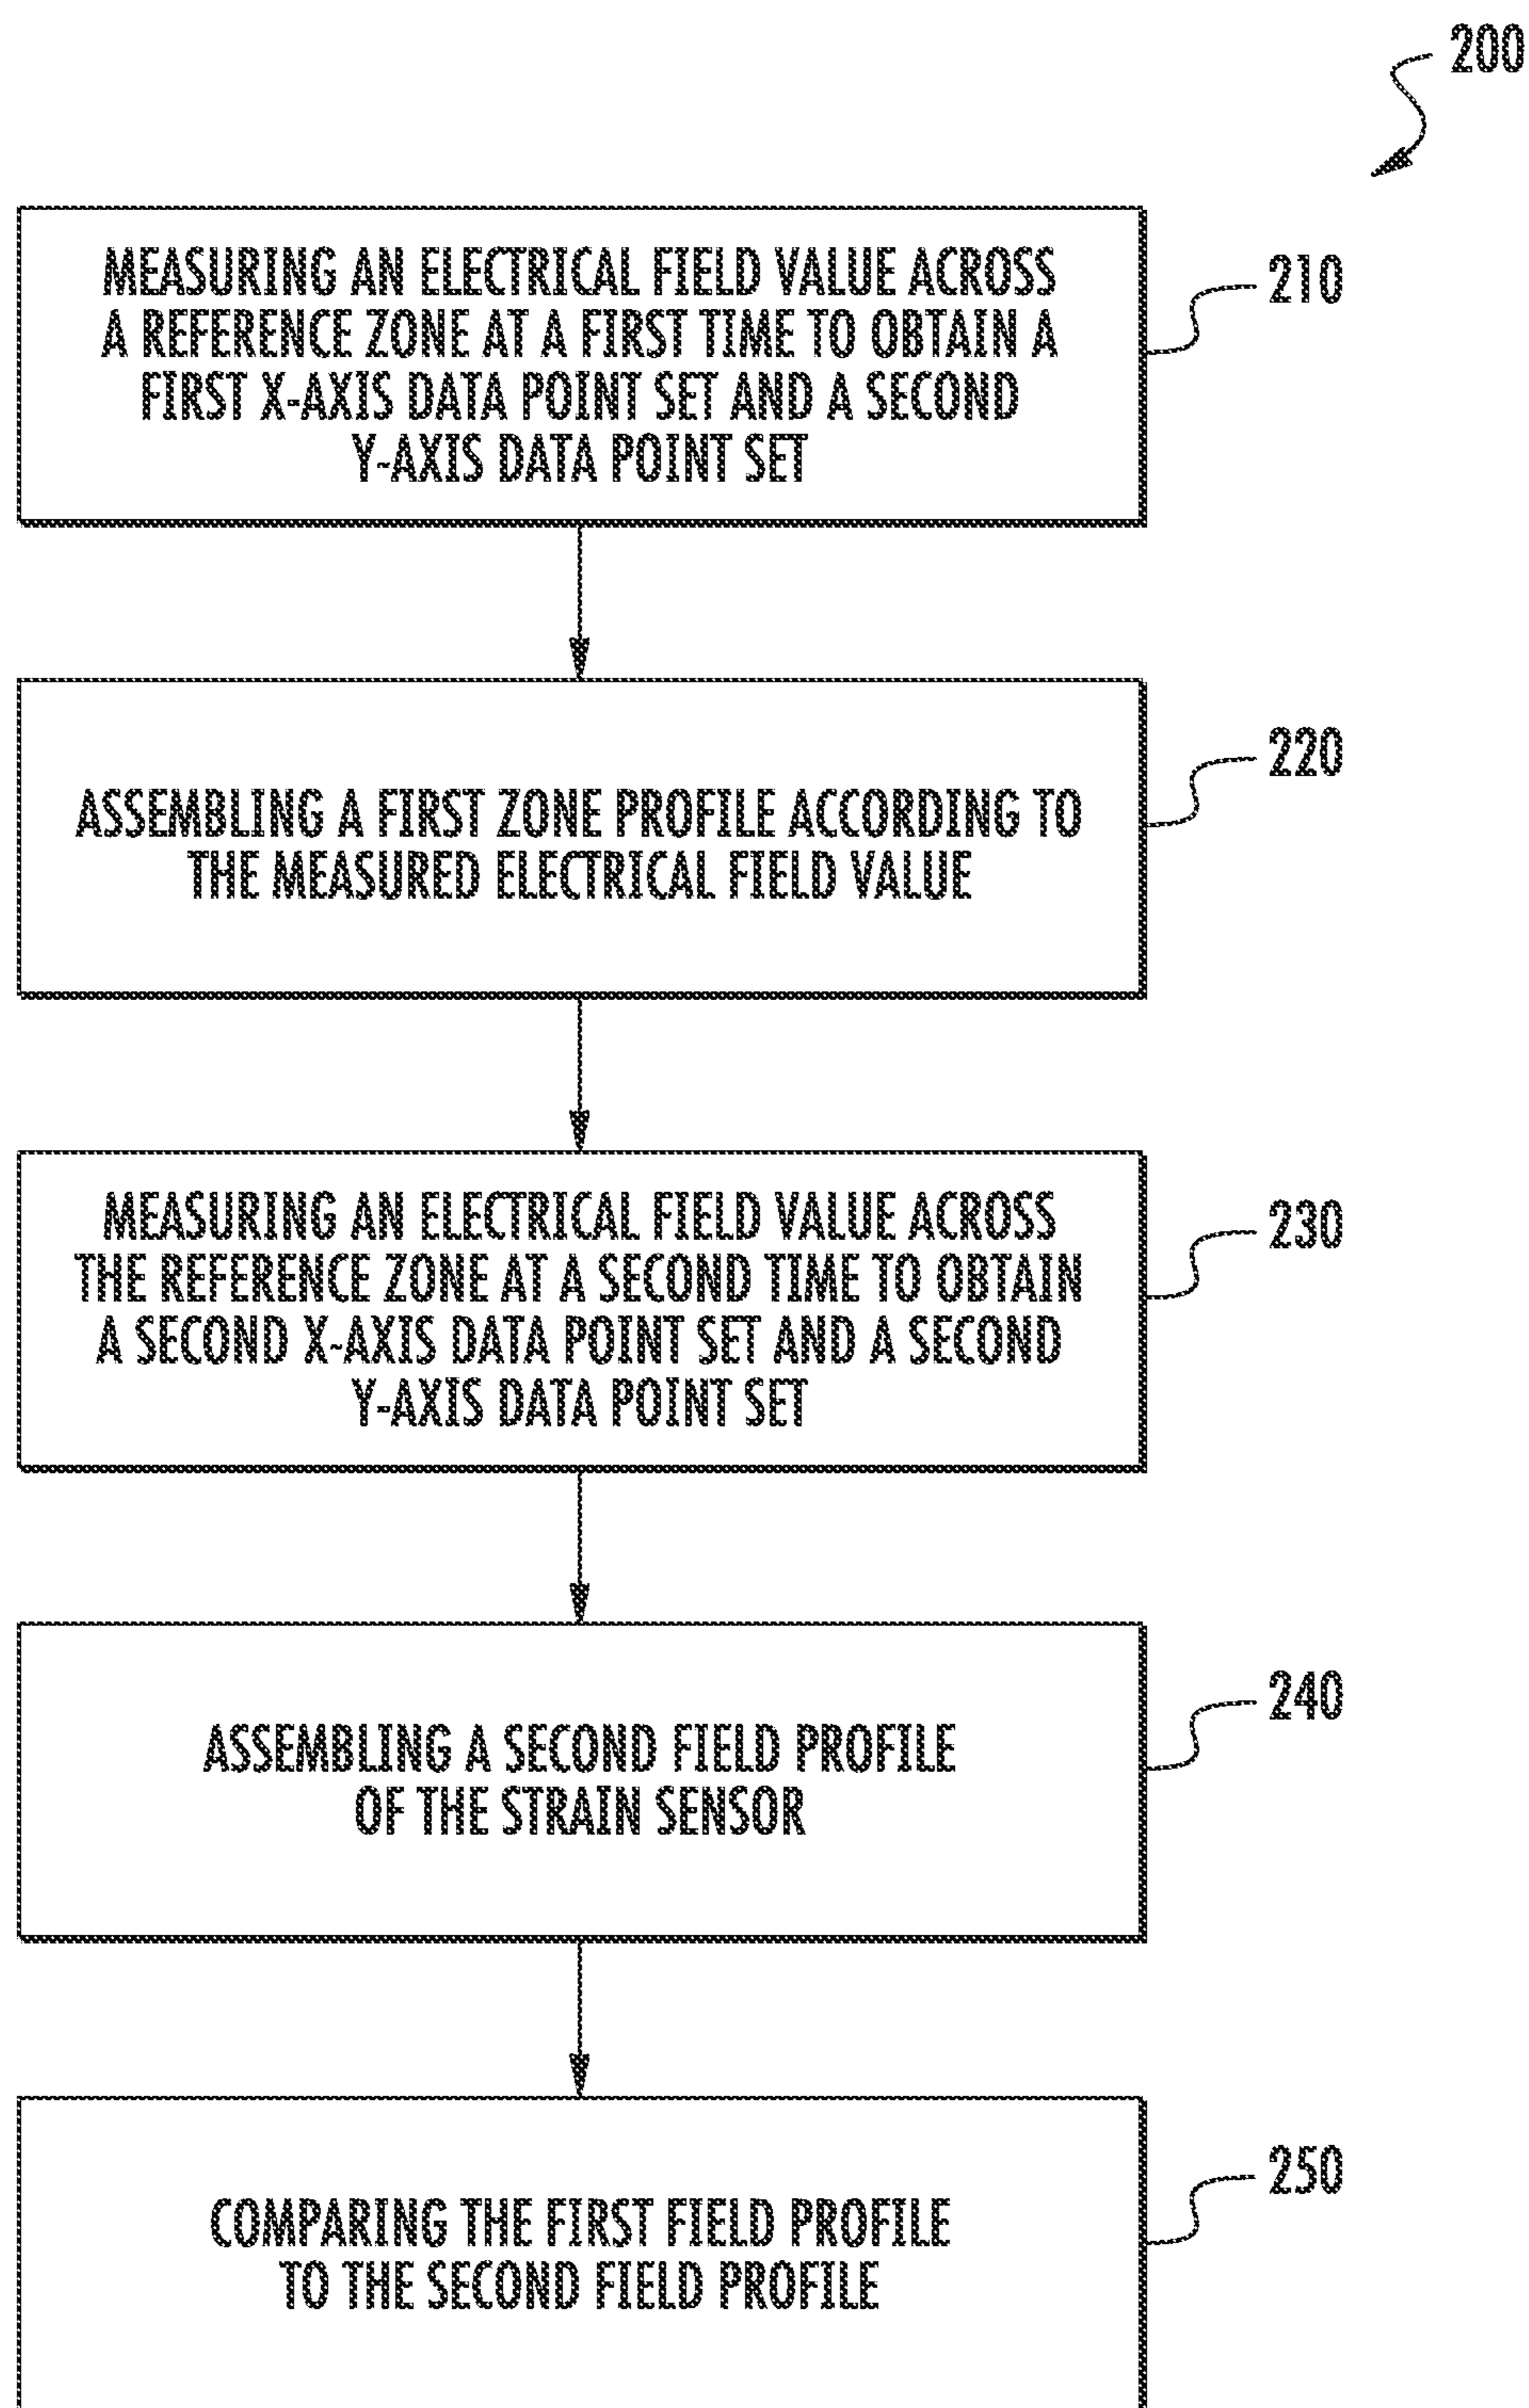 200
MEASURING AN ELECTRICAL FIELD VALUE ACROSS
A REFERENCE ZONE AT A FIRST TIME TO OBTAIN A
FIRST X-AXIS DATA POINT SET AND A SECOND
Y-AXIS DATA POINT SET
210
ASSEMBLING A FIRST ZONE PROFILE ACCORDING TO
THE MEASURED ELECTRICAL FIELD VALUE
220
MEASURING AN ELECTRICAL FIELD VALUE ACROSS
THE REFERENCE ZONE AT A SECOND TIME TO OBTAIN
A SECOND X-AXIS DATA POINT SET AND A SECOND
Y-AXIS DATA POINT SET
230
ASSEMBLING A SECOND FIELD PROFILE
OF THE STRAIN SENSOR
240
COMPARING THE FIRST FIELD PROFILE
TO THE SECOND FIELD PROFILE
250